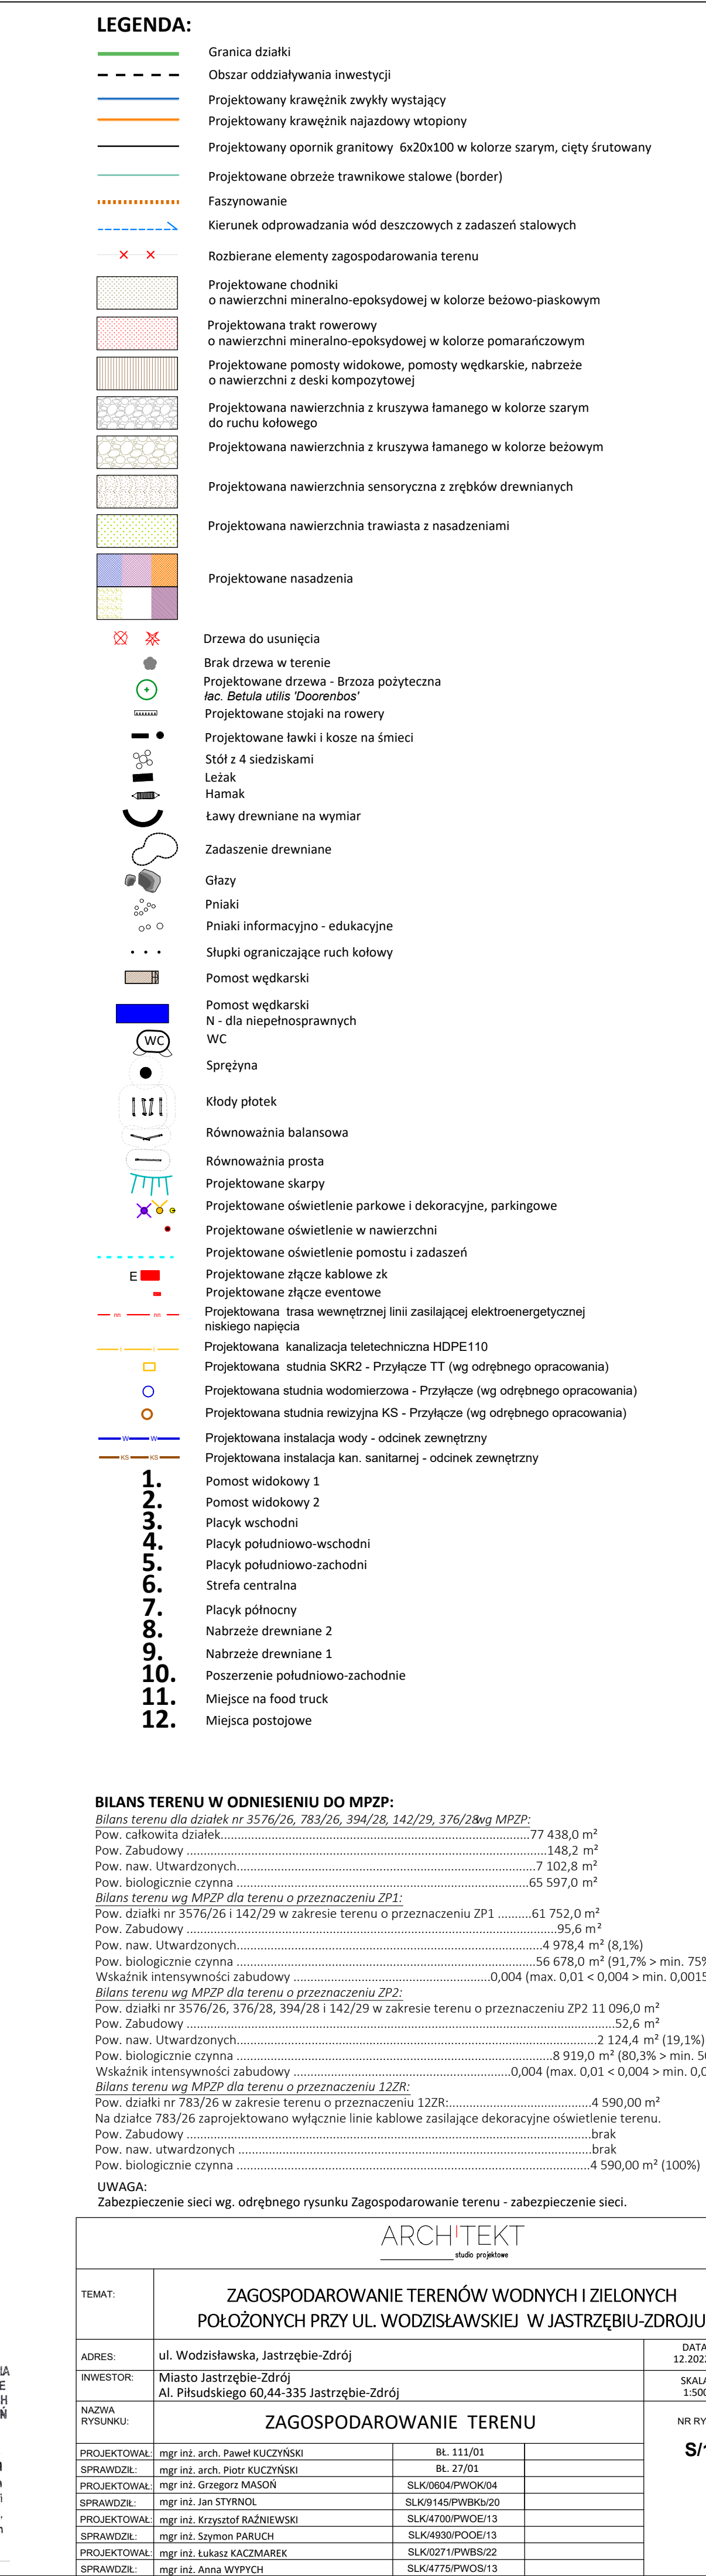 LEGENDA:
Granica działki
Obszar oddziaływania inwestycji
Projektowany krawężnik zwykły wystający
Projektowany krawężnik najazdowy wtopiony
Projektowany opornik granitowy 6x20x100 w kolorze szarym, cięty śrutowany
Projektowane obrzeże trawnikowe stalowe (border)
Faszynowanie
Kierunek odprowadzania wód deszczowych z zadaszeń stalowych
Rozbierane elementy zagospodarowania terenu
Projektowane chodniki
o nawierzchni mineralno-epoksydowej w kolorze beżowo-piaskowym
Projektowana trakt rowerowy
o nawierzchni mineralno-epoksydowej w kolorze pomarańczowym
Projektowane pomosty widokowe, pomosty wędkarskie, nabrzeże
o nawierzchni z deski kompozytowej
Projektowana nawierzchnia z kruszywa łamanego w kolorze szarym
do ruchu kołowego
Projektowana nawierzchnia z kruszywa łamanego w kolorze beżowym
Projektowana nawierzchnia sensoryczna z zrębków drewnianych
Projektowana nawierzchnia trawiasta z nasadzeniami
Projektowane nasadzenia
Drzewa do usunięcia
Brak drzewa w terenie
Projektowane drzewa - Brzoza pożyteczna
łac. Betula utilis 'Doorenbos'
Projektowane stojaki na rowery
Projektowane ławki i kosze na śmieci
Stół z 4 siedziskami
Leżak
Hamak
Ławy drewniane na wymiar
Zadaszenie drewniane
Głazy
Pniaki
Pniaki informacyjno - edukacyjne
Słupki ograniczające ruch kołowy
Pomost wędkarski
Pomost wędkarski
N - dla niepełnosprawnych
WC WC
Sprężyna
Kłody płotek
Równoważnia balansowa
Równoważnia prosta
Projektowane skarpy
Projektowane oświetlenie parkowe i dekoracyjne, parkingowe
Projektowane oświetlenie w nawierzchni
Projektowane oświetlenie pomostu i zadaszeń
E Projektowane złącze kablowe zk
Projektowane złącze eventowe
Projektowana trasa wewnętrznej linii zasilającej elektroenergetycznej
niskiego napięcia
Projektowana kanalizacja teletechniczna HDPE110
Projektowana studnia SKR2 - Przyłącze TT (wg odrębnego opracowania)
Projektowana studnia wodomierzowa - Przyłącze (wg odrębnego opracowania)
Projektowana studnia rewizyjna KS - Przyłącze (wg odrębnego opracowania)
W W Projektowana instalacja wody - odcinek zewnętrzny
KS KS Projektowana instalacja kan. sanitarnej - odcinek zewnętrzny
1. Pomost widokowy 1
2. Pomost widokowy 2
3. Placyk wschodni
4. Placyk południowo-wschodni
5. Placyk południowo-zachodni
6. Strefa centralna
7. Placyk północny
8. Nabrzeże drewniane 2
9. Nabrzeże drewniane 1
10. Poszerzenie południowo-zachodnie
11. Miejsce na food truck
12. Miejsca postojowe
BILANS TERENU W ODNIESIENIU DO MPZP:
Bilans terenu dla działek nr 3576/26, 783/26, 394/28, 142/29, 376/28wg MPZP:
Pow. całkowita działek...........77 438,0 m²
Pow. Zabudowy ...........148,2 m²
Pow. naw. Utwardzonych...........7 102,8 m²
Pow. biologicznie czynna ...........65 597,0 m²
Bilans terenu wg MPZP dla terenu o przeznaczeniu ZP1:
Pow. działki nr 3576/26 i 142/29 w zakresie terenu o przeznaczeniu ZP1 ..........61 752,0 m²
Pow. Zabudowy ...........95,6 m²
Pow. naw. Utwardzonych...........4 978,4 m² (8,1%)
Pow. biologicznie czynna ...........56 678,0 m² (91,7% > min. 75%
Wskaźnik intensywności zabudowy ...........0,004 (max. 0,01 < 0,004 > min. 0,0015
Bilans terenu wg MPZP dla terenu o przeznaczeniu ZP2:
Pow. działki nr 3576/26, 376/28, 394/28 i 142/29 w zakresie terenu o przeznaczeniu ZP2 11 096,0 m²
Pow. Zabudowy ...........52,6 m²
Pow. naw. Utwardzonych...........2 124,4 m² (19,1%)
Pow. biologicznie czynna ...........8 919,0 m² (80,3% > min.
Wskaźnik intensywności zabudowy ...........0,004 (max. 0,01 < 0,004 > min.
Bilans terenu wg MPZP dla terenu o przeznaczeniu 12ZR:
Pow. działki nr 783/26 w zakresie terenu o przeznaczeniu 12ZR:...........4 590,00 m²
Na działce 783/26 zaprojektowano wyłącznie linie kablowe zasilające dekoracyjne oświetlenie terenu.
Pow. Zabudowy ...........brak
Pow. naw. utwardzonych ...........brak
Pow. biologicznie czynna ...........4 590,00 m² (100%)
UWAGA:
Zabezpieczenie sieci wg. odrębnego rysunku Zagospodarowanie terenu - zabezpieczenie sieci.
ARCHITEKT
studio projektowe
TEMAT: ZAGOSPODAROWANIE TERENÓW WODNYCH I ZIELONYCH
POŁOŻONYCH PRZY UL. WODZISŁAWSKIEJ W JASTRZĘBIU-ZDROJU
ADRES: ul. Wodzisławska, Jastrzębie-Zdrój
DATA
INWESTOR: Miasto Jastrzębie-Zdrój
Al. Piłsudskiego 60,44-335 Jastrzębie-Zdrój
SKALA
1:500
NAZWA
RYSUNKU: ZAGOSPODAROWANIE TERENU
NR
PROJEKTOWAŁ: mgr inż. arch. Paweł KUCZYŃSKI BŁ. 111/01
SPRAWDZIŁ: mgr inż. arch. Piotr KUCZYŃSKI BŁ. 27/01
PROJEKTOWAŁ: mgr inż. Grzegorz MASOŃ SLK/0604/PWOK/04
SPRAWDZIŁ: mgr inż. Jan STYRNOL SLK/9145/PWBKb/20
PROJEKTOWAŁ: mgr inż. Krzysztof RAŹNIEWSKI SLK/4700/PWOE/13
SPRAWDZIŁ: mgr inż. Szymon PARUCH SLK/4930/POOE/13
PROJEKTOWAŁ: mgr inż. Łukasz KACZMAREK SLK/0271/PWBS/22
SPRAWDZIŁ: mgr inż. Anna WYPYCH SLK/4775/PWOS/13